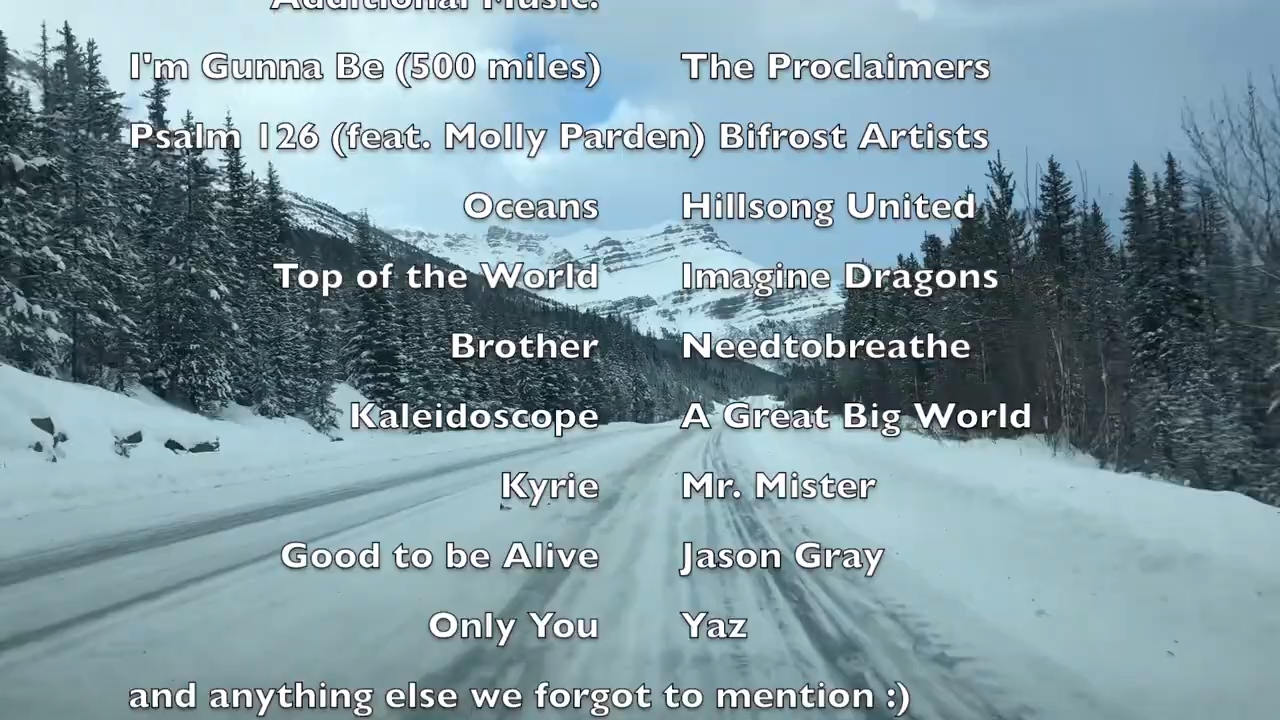 Additional Music:
I'm Gunna Be (500 miles) The Proclaimers
Psalm 126 (feat. Molly Parden) Bifrost Artists
Oceans Hillsong United
Top of the World Imagine Dragons
Brother Needtobreathe
Kaleidoscope A Great Big World
Kyrie Mr. Mister
Good to be Alive Jason Gray
Only You Yaz
and anything else we forgot to mention :)